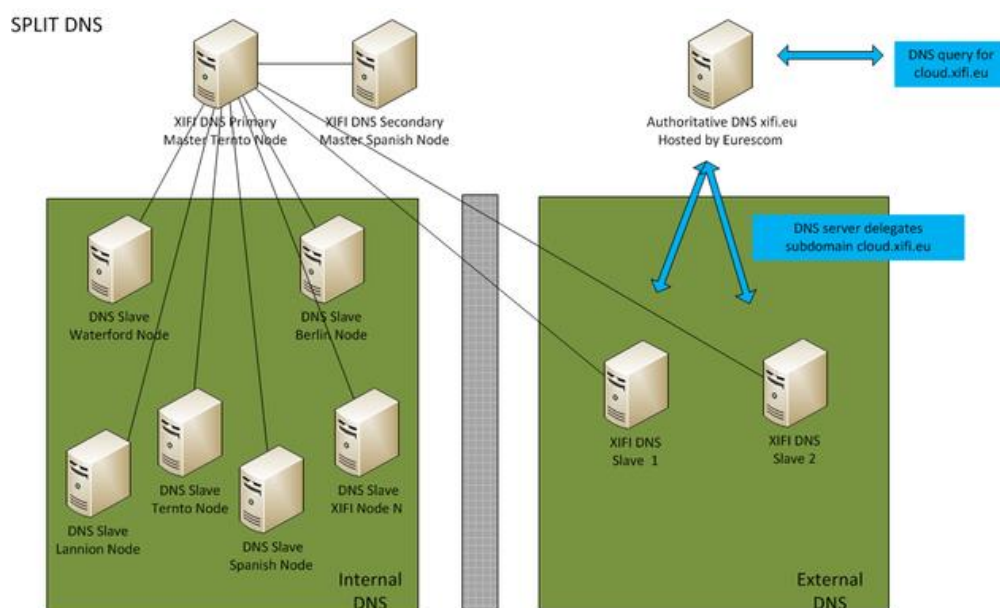 SPLIT DNS
XIFI DNS Primary
Master Ternto Node
XIFI DNS Secondary
Master Spanish Node
Authoritative DNS xifi.eu
Hosted by Eurescom
DNS query for
cloud.xifi.eu
DNS server delegates
subdomain cloud.xifi.eu
DNS Slave
Waterford Node
DNS Slave
Berlin Node
DNS Slave
Lannion Node
DNS Slave
Ternto Node
DNS Slave
Spanish Node
DNS Slave
XIFI Node N
Internal
DNS
XIFI DNS
Slave 1
XIFI DNS
Slave 2
External
DNS